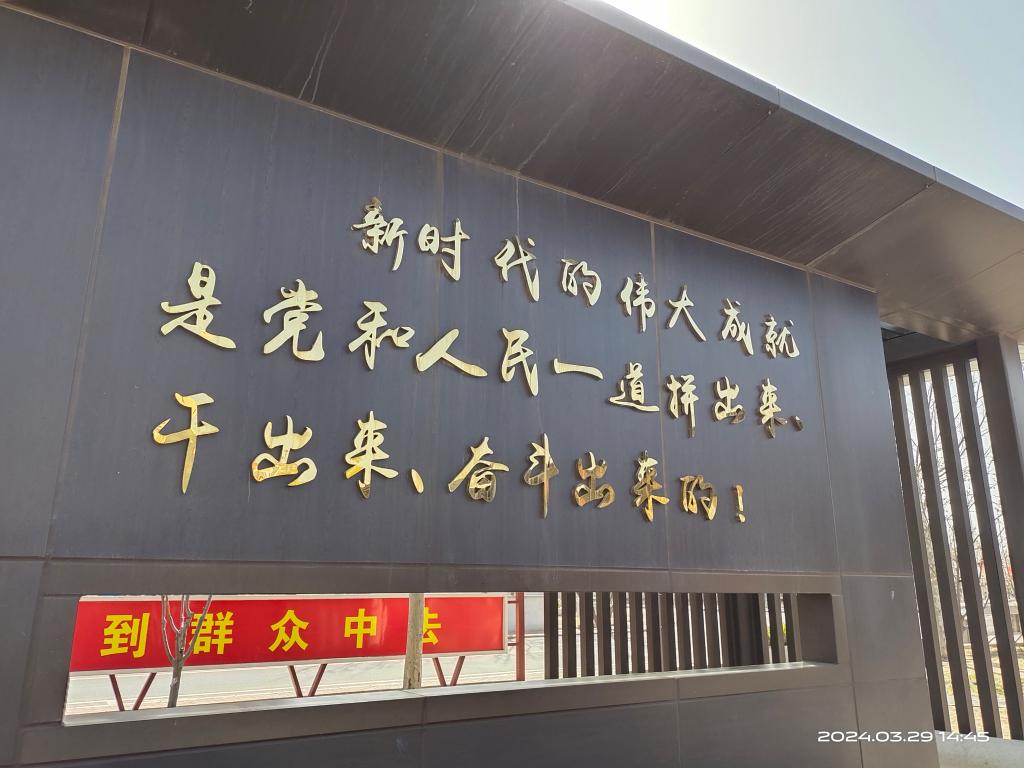 新时代的伟大成就
是党和人民一道拼出来、
干出来、奋斗出来的！
到群众中去
2024.03.29 14:45